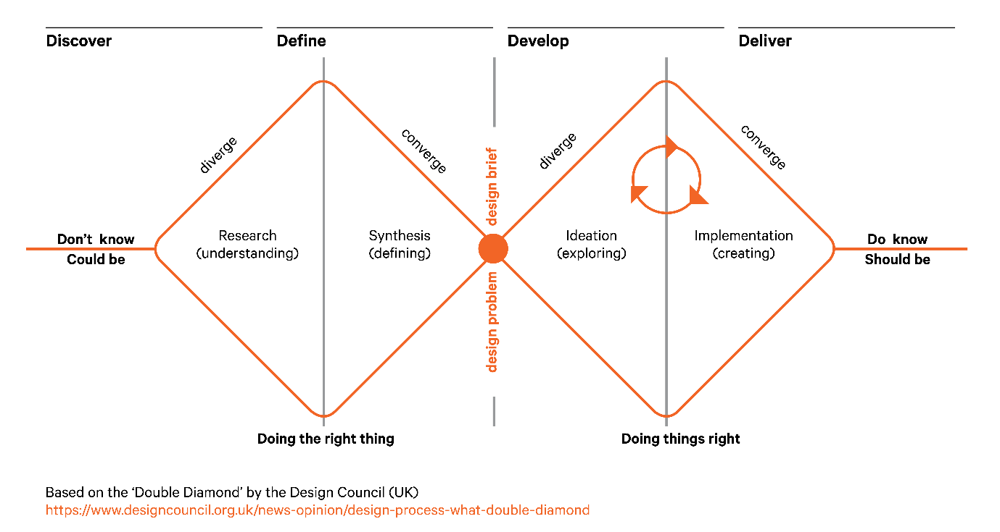 Discover
Define
Develop
Deliver
diverge
converge
design brief
diverge
converge
Don't  know
Could be
Research
(understanding)
Synthesis
(defining)
Ideation
(exploring)
Implementation
(creating)
Do  know
Should be
design problem
Doing the right thing
Doing things right
Based on the ‘Double Diamond’ by the Design Council (UK)
https://www.designcouncil.org.uk/news-opinion/design-process-what-double-diamond